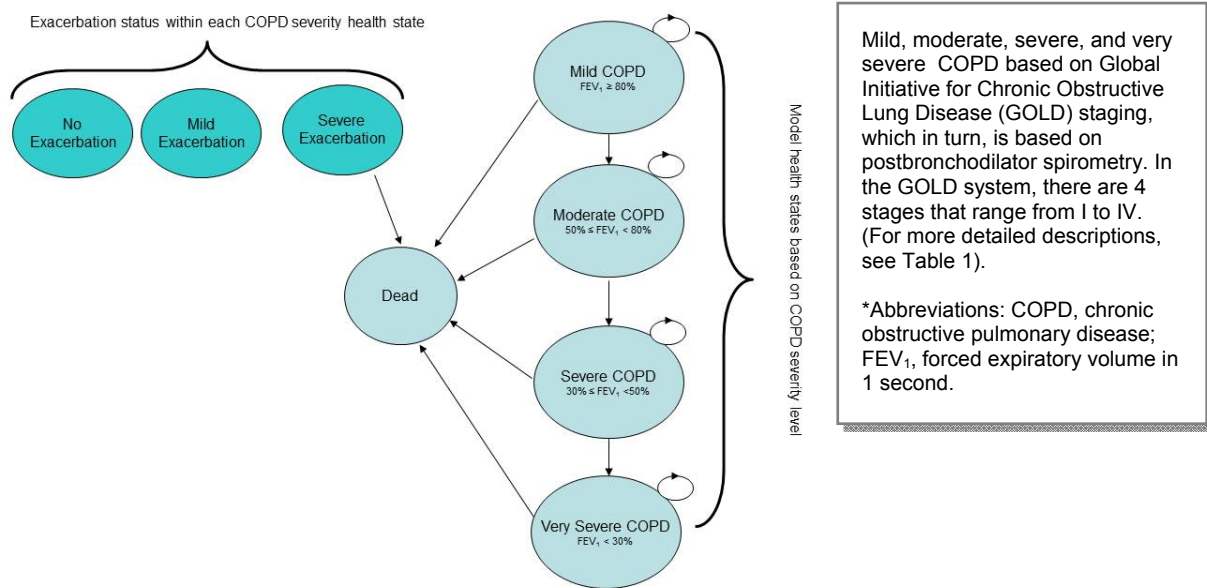 Exacerbation status within each COPD severity health state
No
Exacerbation
Mild
Exacerbation
Severe
Exacerbation
Dead
Mild COPD
FEV₁ ≥ 80%
Moderate COPD
50% ≤ FEV₁ < 80%
Severe COPD
30% ≤ FEV₁ <50%
Very Severe COPD
FEV₁ < 30%
Model health states based on COPD severity level
Mild, moderate, severe, and very
severe COPD based on Global
Initiative for Chronic Obstructive
Lung Disease (GOLD) staging,
which in turn, is based on
postbronchodilator spirometry. In
the GOLD system, there are 4
stages that range from I to IV.
(For more detailed descriptions,
see Table 1).
*Abbreviations: COPD, chronic
obstructive pulmonary disease;
FEV₁, forced expiratory volume in
1 second.